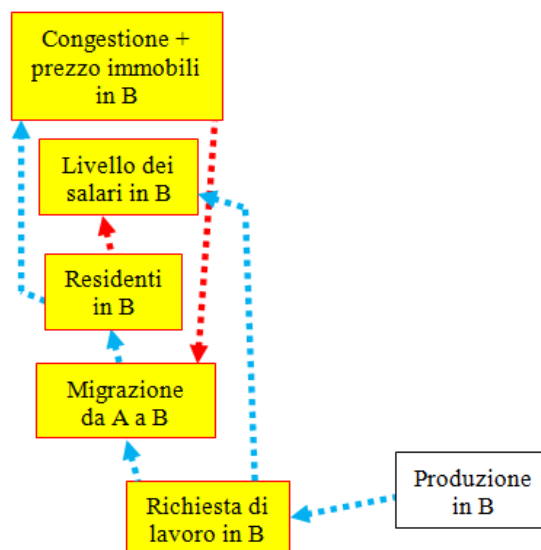 Congestione +
prezzo immobili
in B
Livello dei
salari in B
Residenti
in B
Migrazione
da A a B
Richiesta di
lavoro in B
Produzione
in B